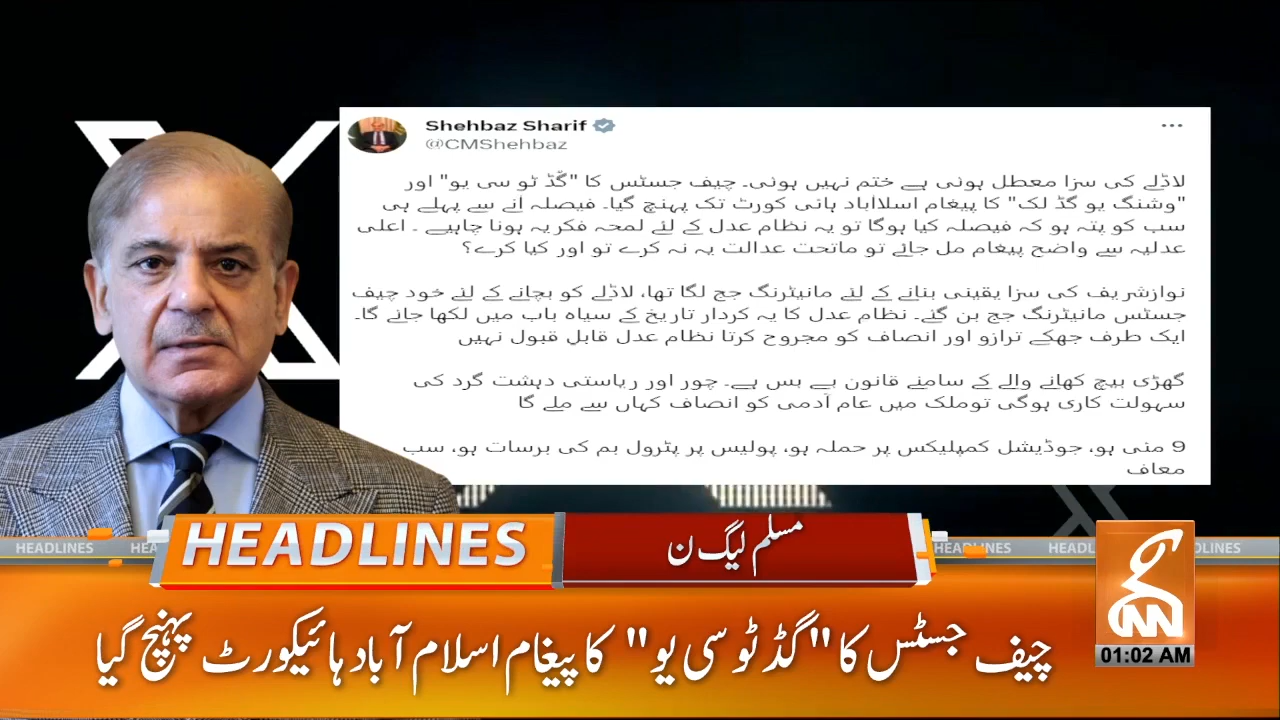 Shehbaz Sharif
@CMShehbaz
لاڈلے کی سزا معطل ہوئی ہے ختم نہیں ہوئی۔ چیف جسٹس کا "گُڈ ٹو سی یو" اور
"وشنگ یو گڈ لک" کا پیغام اسلاآباد ہائی کورٹ تک پہنچ گیا۔ فیصلہ آنے سے پہلے ہی
سب کو پتہ ہو کہ فیصلہ کیا ہوگا تو یہ نظام عدل کے لئے لمحہ فکریہ ہونا چاہیے ۔ اعلی
عدلیہ سے واضح پیغام مل جائے تو ماتحت عدالت یہ نہ کرے تو اور کیا کرے؟
نوازشریف کی سزا یقینی بنانے کے لئے مانیٹرنگ جج لگا تھا، لاڈلے کو بچانے کے لئے خود چیف
جسٹس مانیٹرنگ جج بن گئے۔ نظام عدل کا یہ کردار تاریخ کے سیاہ باب میں لکھا جائے گا۔
ایک طرف جھکے ترازو اور انصاف کو مجروح کرتا نظام عدل قابلِ قبول نہیں
گھڑی بیچ کھانے والے کے سامنے قانون بے بس ہے۔ چور اور ریاستی دہشت گرد کی
سہولت کاری ہوگی توملک میں عام آدمی کو انصاف کہاں سے ملے گا
9 مئی ہو، جوڈیشل کمپلیکس پر حملہ ہو، پولیس پر پٹرول بم کی برسات ہو، سب
معاف
HEADLINES
مسلم لیگ ن
HEADLINES
HEA
HEADLINES
HEADL
DLINES
چیف جسٹس کا "گڈ ٹو سی یو" کا پیغام اسلام آباد ہائیکورٹ پہنچ گیا
GNN
01:02 AM